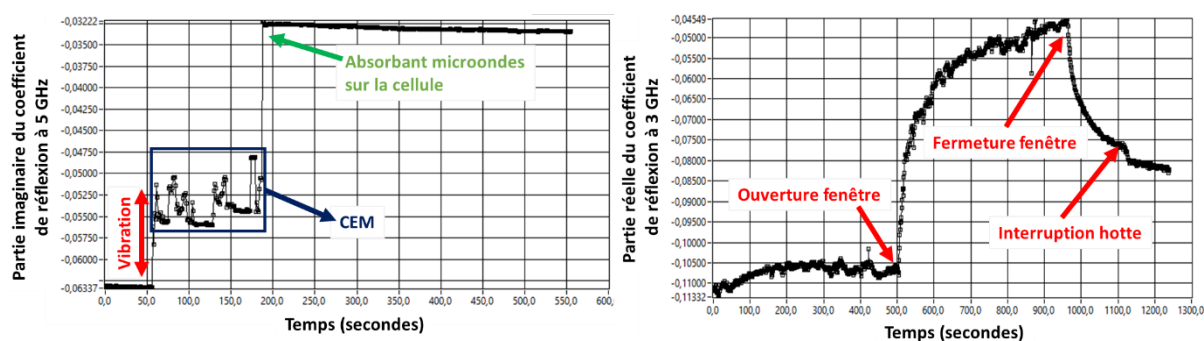 Partie imaginaire du coefficient
de réflexion à 5 GHz
-0,03222
-0,03500
-0,03750
-0,04000
-0,04250
-0,04500
-0,04750
-0,05000
-0,05250
-0,05500
-0,05750
-0,06000
-0,06337
Vibration
Absorbant microondes
sur la cellule
CEM
0,0 50,0 100,0 150,0 200,0 250,0 300,0 350,0 400,0 450,0 500,0 550,0 600,
Temps (secondes)
Partie réelle du coefficient
de réflexion à 3 GHz
-0,04549
-0,05000
-0,05500
-0,06000
-0,06500
-0,07000
-0,07500
-0,08000
-0,08500
-0,09000
-0,09500
-0,10000
-0,10500
-0,11332
Ouverture fenêtre
Fermeture fenêtre
Interruption hotte
0,0 100,0 200,0 300,0 400,0 500,0 600,0 700,0 800,0 900,0 1000,0 1100,0 1300,0
Temps (secondes)